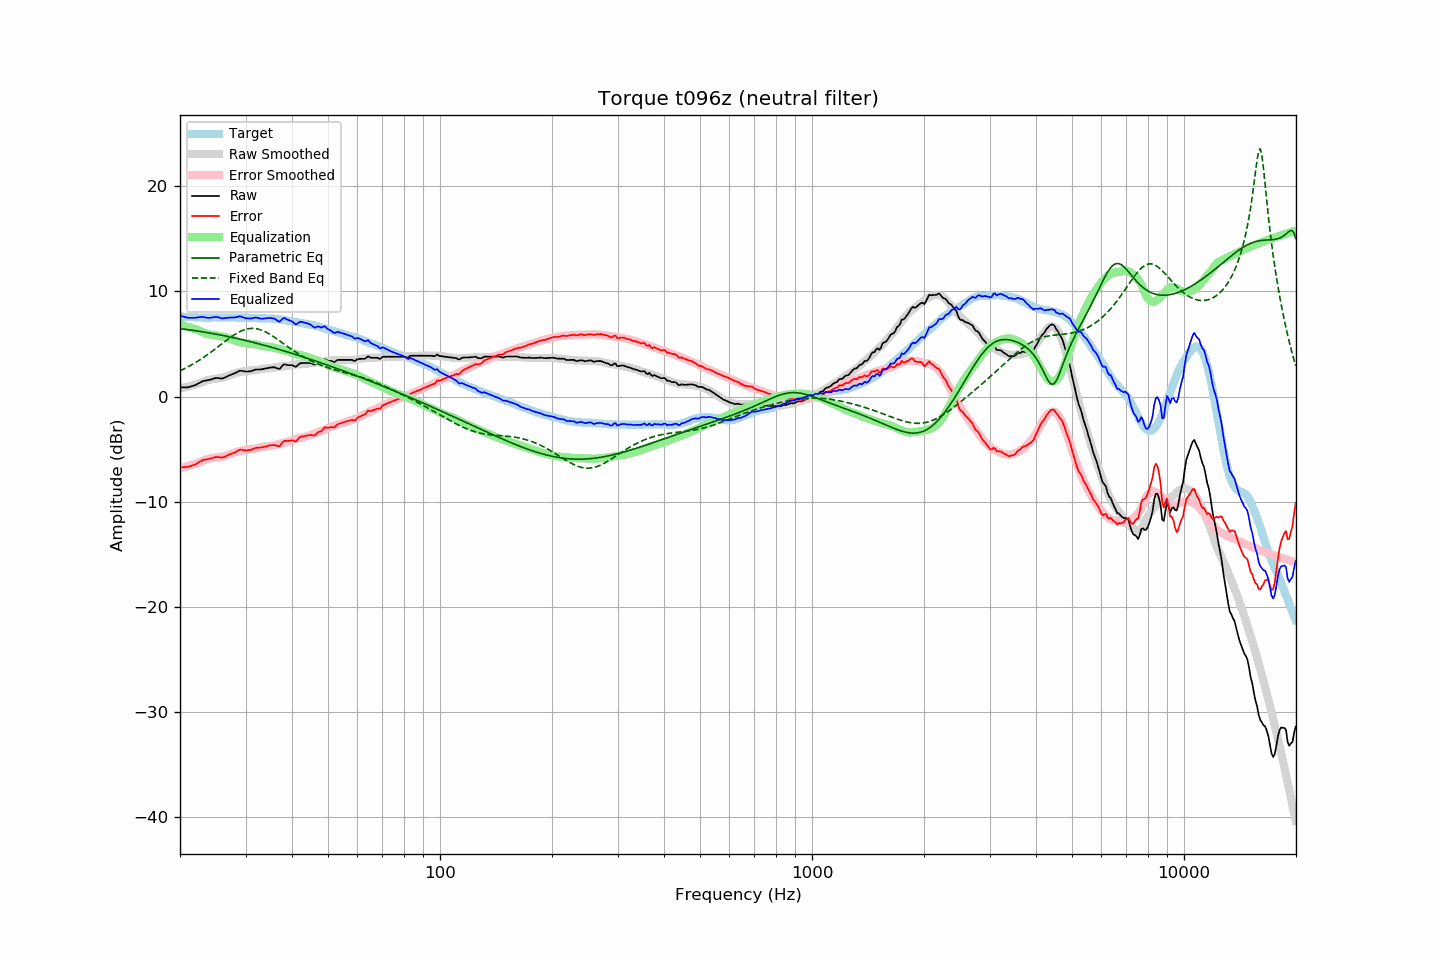 Torque t096z (neutral filter)
Target
Raw Smoothed
Error Smoothed
Raw
Error
Equalization
Parametric Eq
Fixed Band Eq
Equalized
20
10
0
−10
−20
−30
−40
Amplitude (dBr)
100
1000
10000
Frequency (Hz)